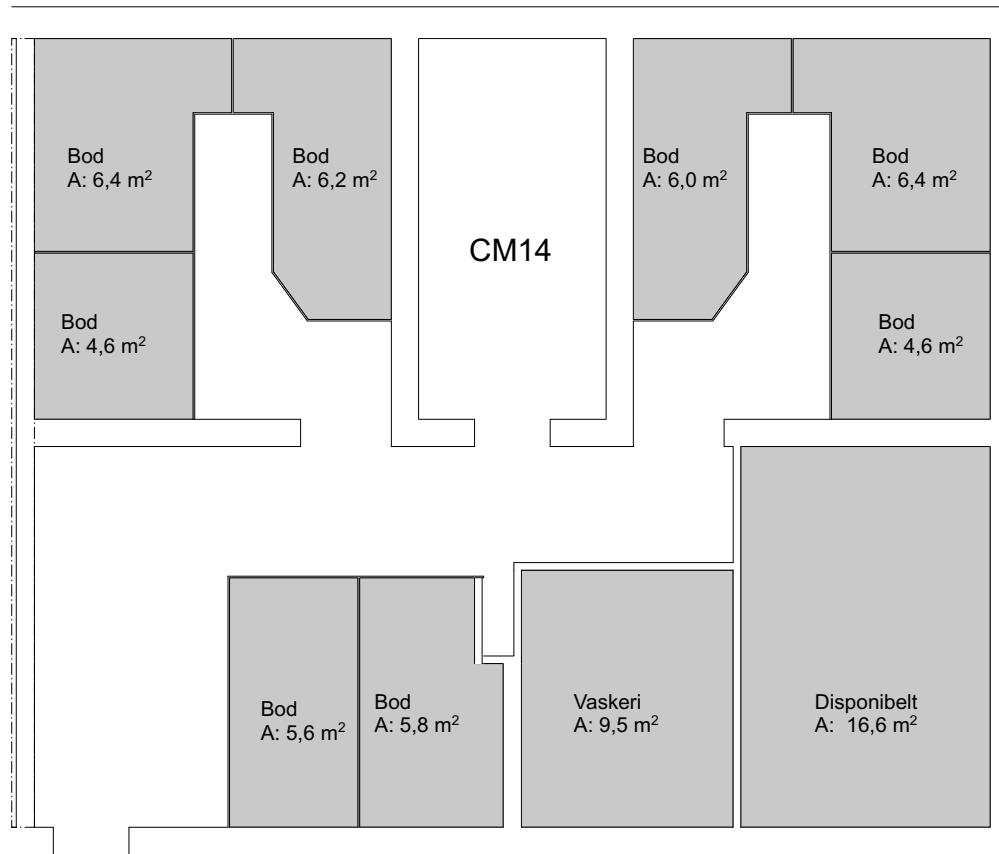 Bod
A: 6,4 m²
Bod
A: 6,2 m²
Bod
A: 6,0 m²
Bod
A: 6,4 m²
CM14
Bod
A: 4,6 m²
Bod
A: 4,6 m²
Bod
A: 5,6 m²
Bod
A: 5,8 m²
Vaskeri
A: 9,5 m²
Disponibelt
A: 16,6 m²